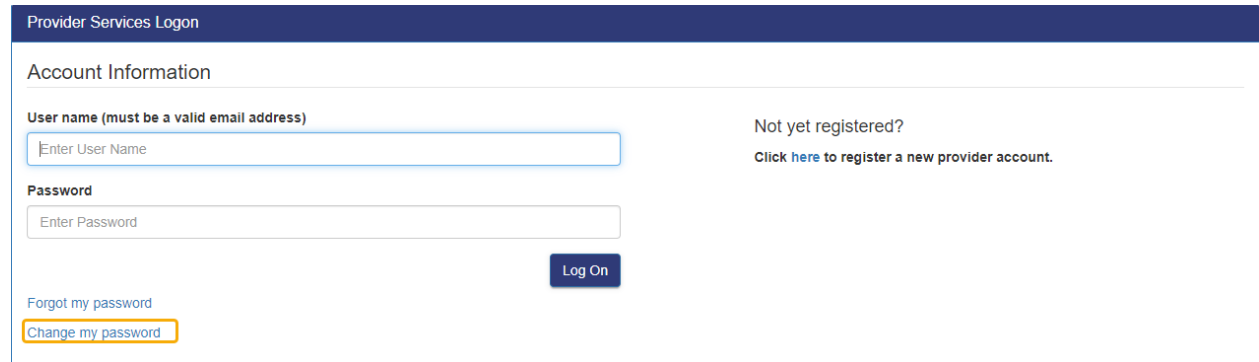 Provider Services Logon
Account Information
User name (must be a valid email address)
Enter User Name
Password
Enter Password
Log On
Forgot my password
Change my password
Not yet registered?
Click here to register a new provider account.